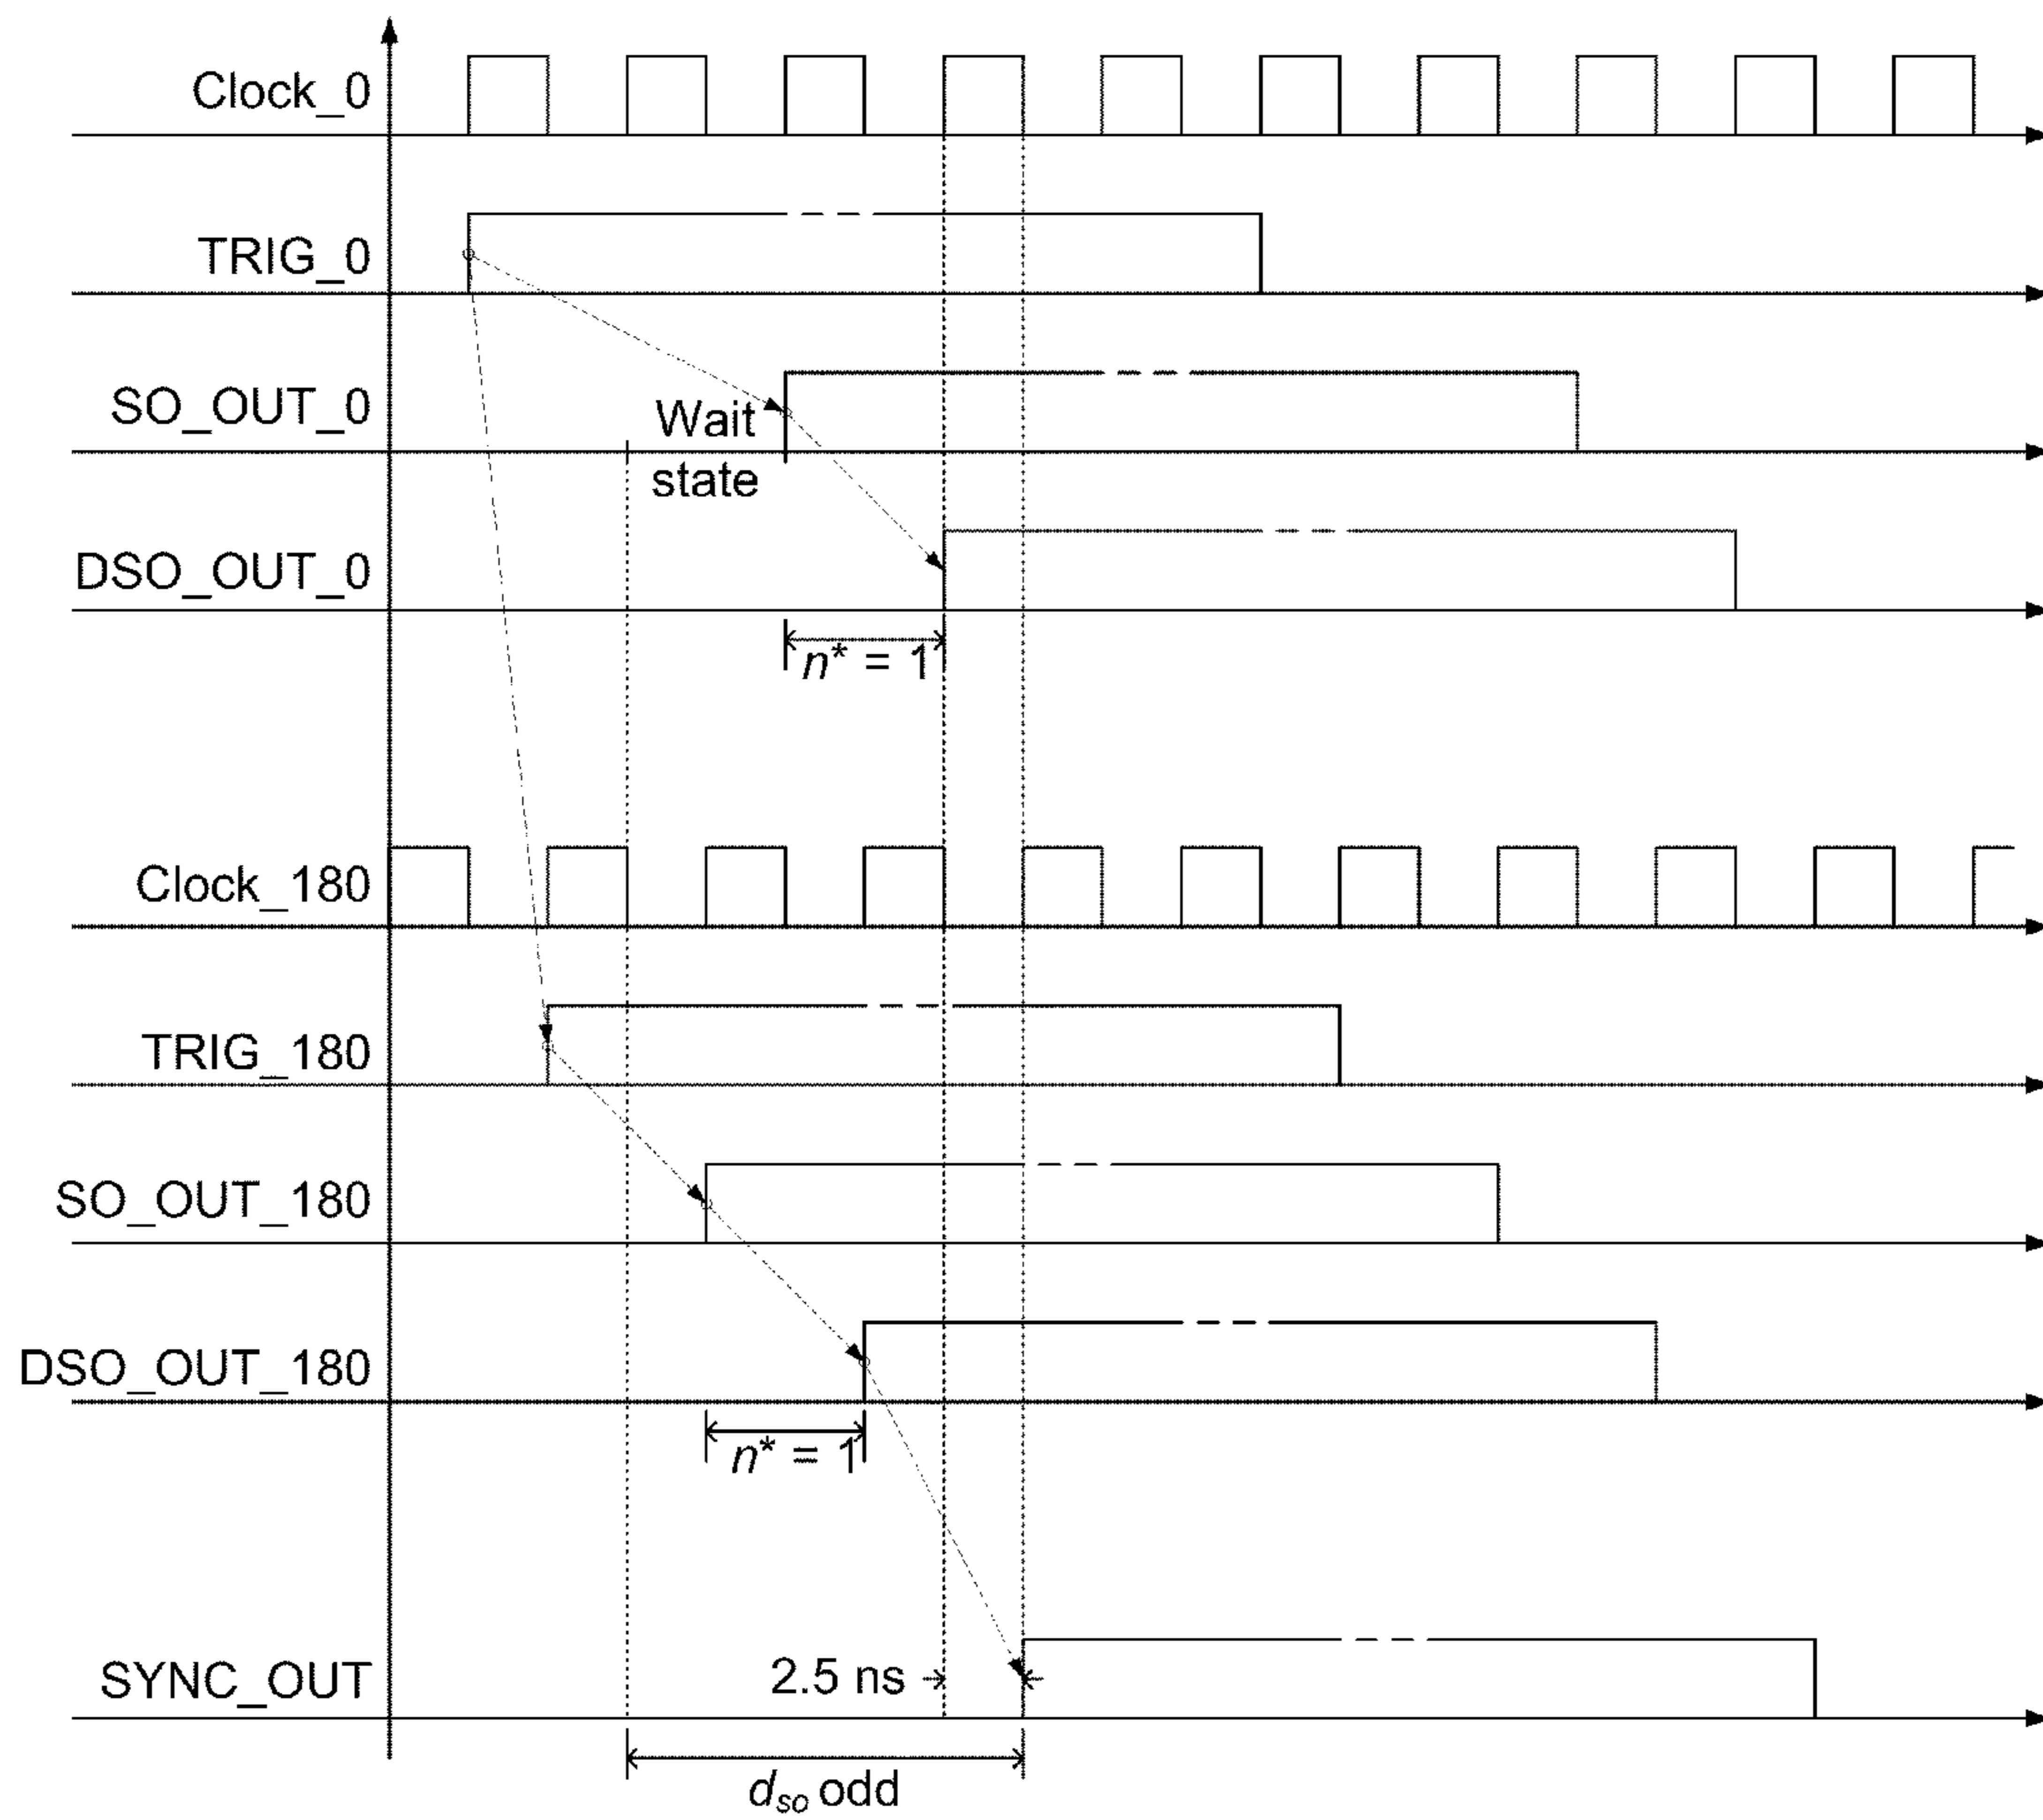 Clock_0
TRIG_0
SO_OUT_0
Wait
state
DSO_OUT_0
n* = 1
Clock_180
TRIG_180
SO_OUT_180
DSO_OUT_180
n* = 1
SYNC_OUT
2.5 ns
dso odd